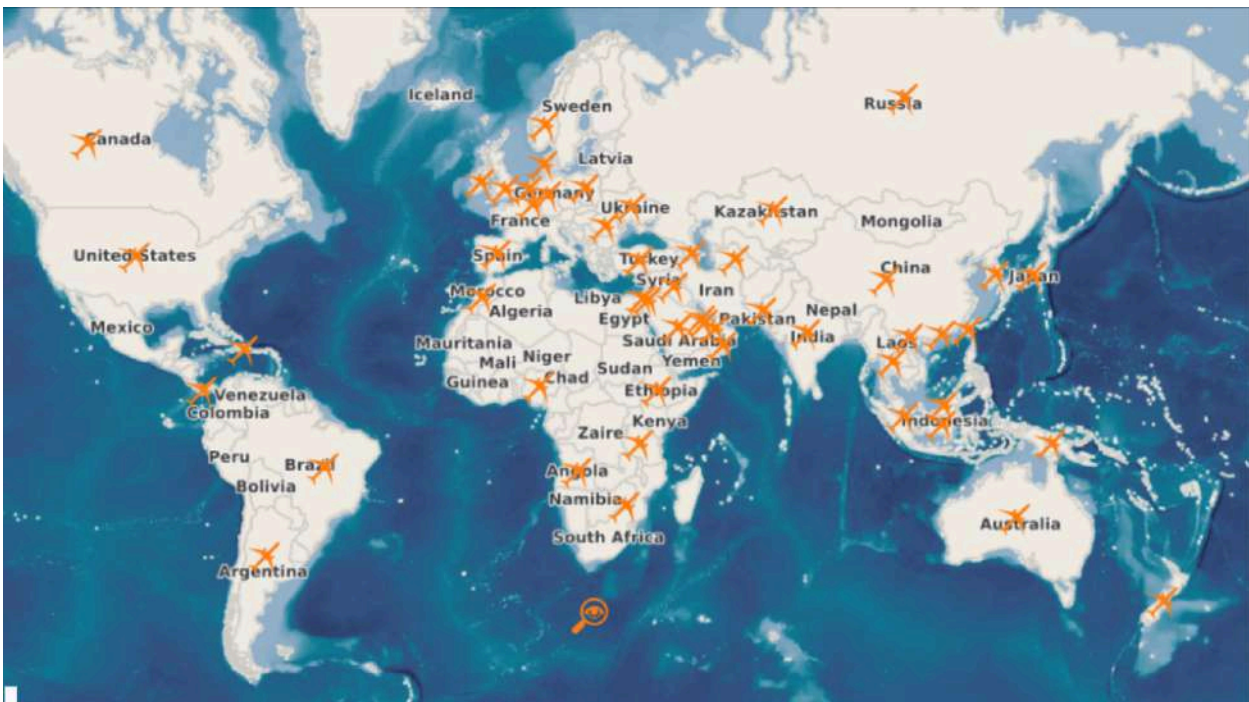 Iceland
Sweden
Russia
Canada
Latvia
Germany
Ukraine
Kazakhstan
Mongolia
France
United States
Spain
Turkey
China
Japan
Syria
Iran
Morocco
Algeria
Libya
Egypt
Pakistan
Nepal
Mexico
India
Mauritania
Saudi Arabia
Laos
Mali
Niger
Sudan
Yemen
Guinea
Chad
Ethiopia
Venezuela
Colombia
Kenya
Indonesia
Zaire
Peru
Brazil
Angola
Bolivia
Namibia
Australia
South Africa
Argentina